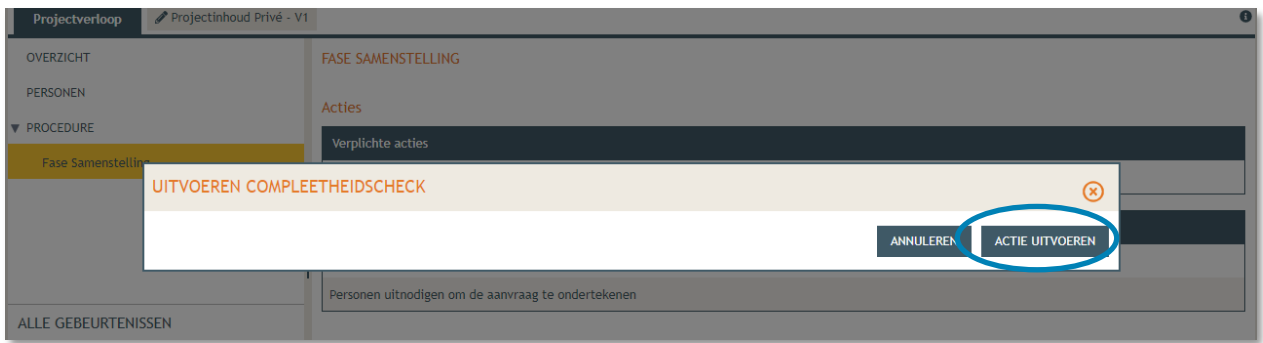 Projectverloop
Projectinhoud Privé - V1
OVERZICHT
PERSONEN
PROCEDURE
Fase Samenstelling
ALLE GEBEURTENISSEN
FASE SAMENSTELLING
Acties
Verplichte acties
UITVOEREN COMPLEETHEIDSCHECK
ANNULEREN
ACTIE UITVOEREN
Personen uitnodigen om de aanvraag te ondertekenen